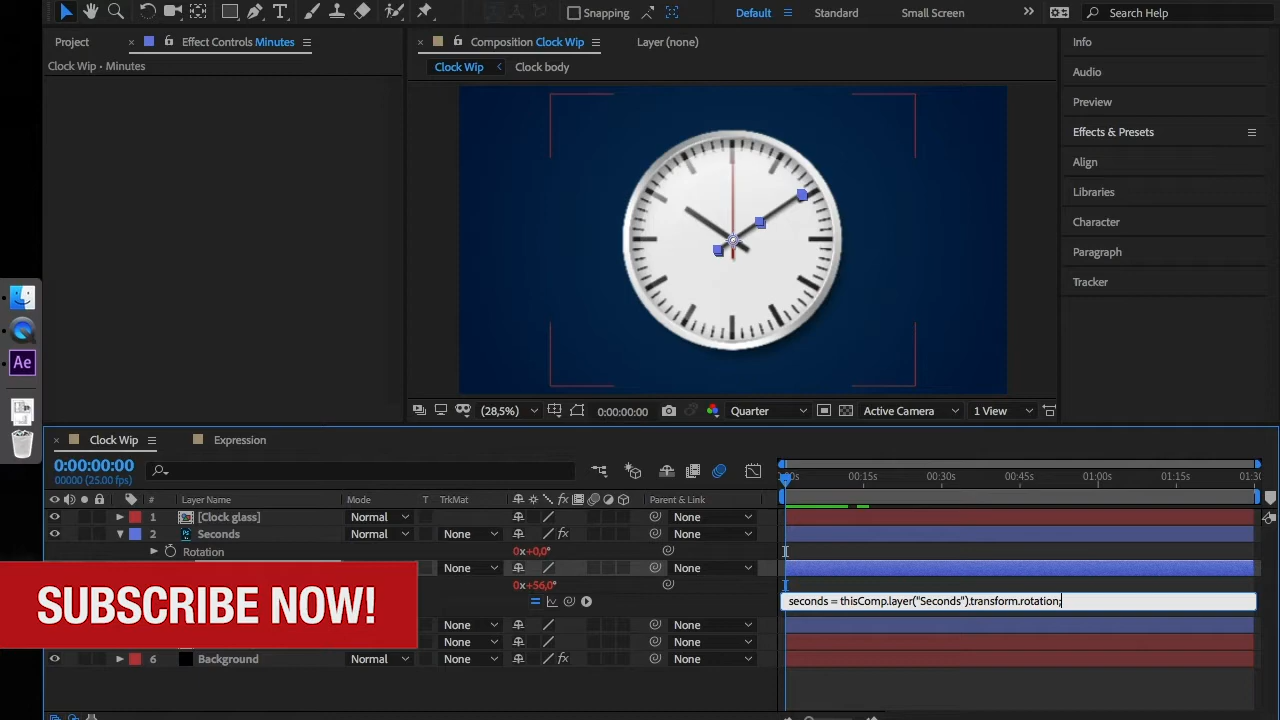 Snapping
Default
Standard
Small Screen
Search Help
Project
Effect Controls Minutes
Composition Clock Wip
Layer (none)
Clock Wip • Minutes
Clock Wip
Clock body
Info
Audio
Preview
Effects & Presets
Align
Libraries
Character
Paragraph
Tracker
Ae
(28,5%)
0:00:00:00
Quarter
Active Camera
1 View
Clock Wip
Expression
0:00:00:00
00000 (25.00 fps)
:00s 00:15s 00:30s 00:45s 01:00s 01:15s 01:30
# Layer Name Mode T TrkMat Parent & Link
1 [Clock glass] Normal None
2 Seconds Normal None None
Rotation 0x+0,0°
None None
0x+56,0°
seconds = thisComp.layer("Seconds").transform.rotation;
SUBSCRIBE NOW!
None None
None None
6 Background Normal None None